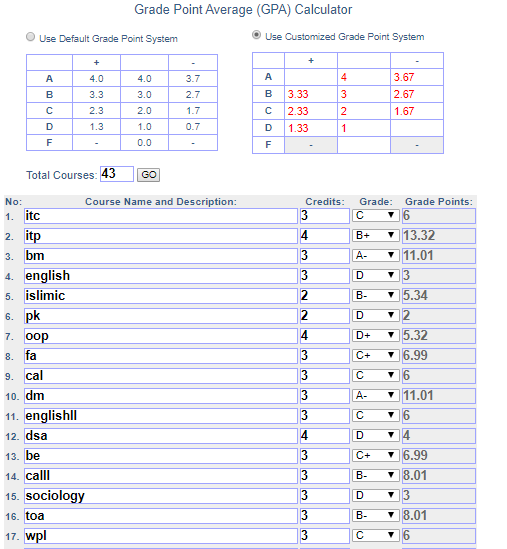 Grade Point Average (GPA) Calculator
Use Default Grade Point System
Use Customized Grade Point System
+ -
A 4.0 4.0 3.7
B 3.3 3.0 2.7
C 2.3 2.0 1.7
D 1.3 1.0 0.7
F - 0.0 -
+ -
A 4 3.67
B 3.33 3 2.67
C 2.33 2 1.67
D 1.33 1
F - -
Total Courses: 43 GO
No: Course Name and Description: Credits: Grade: Grade Points:
1. itc 3 C 6
2. itp 4 B+ 13.32
3. bm 3 A- 11.01
4. english 3 D 3
5. islimic 2 B- 5.34
6. pk 2 D 2
7. oop 4 D+ 5.32
8. fa 3 C+ 6.99
9. cal 3 C 6
10. dm 3 A- 11.01
11. englishII 3 C 6
12. dsa 4 D 4
13. be 3 C+ 6.99
14. calII 3 B- 8.01
15. sociology 3 D 3
16. toa 3 B- 8.01
17. wpl 3 C 6